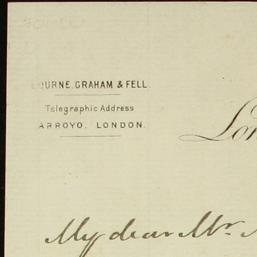 OURNE, GRAHAM & FELL.
Telegraphic Address
ARROYO, LONDON.
Lon
My dear Mr.